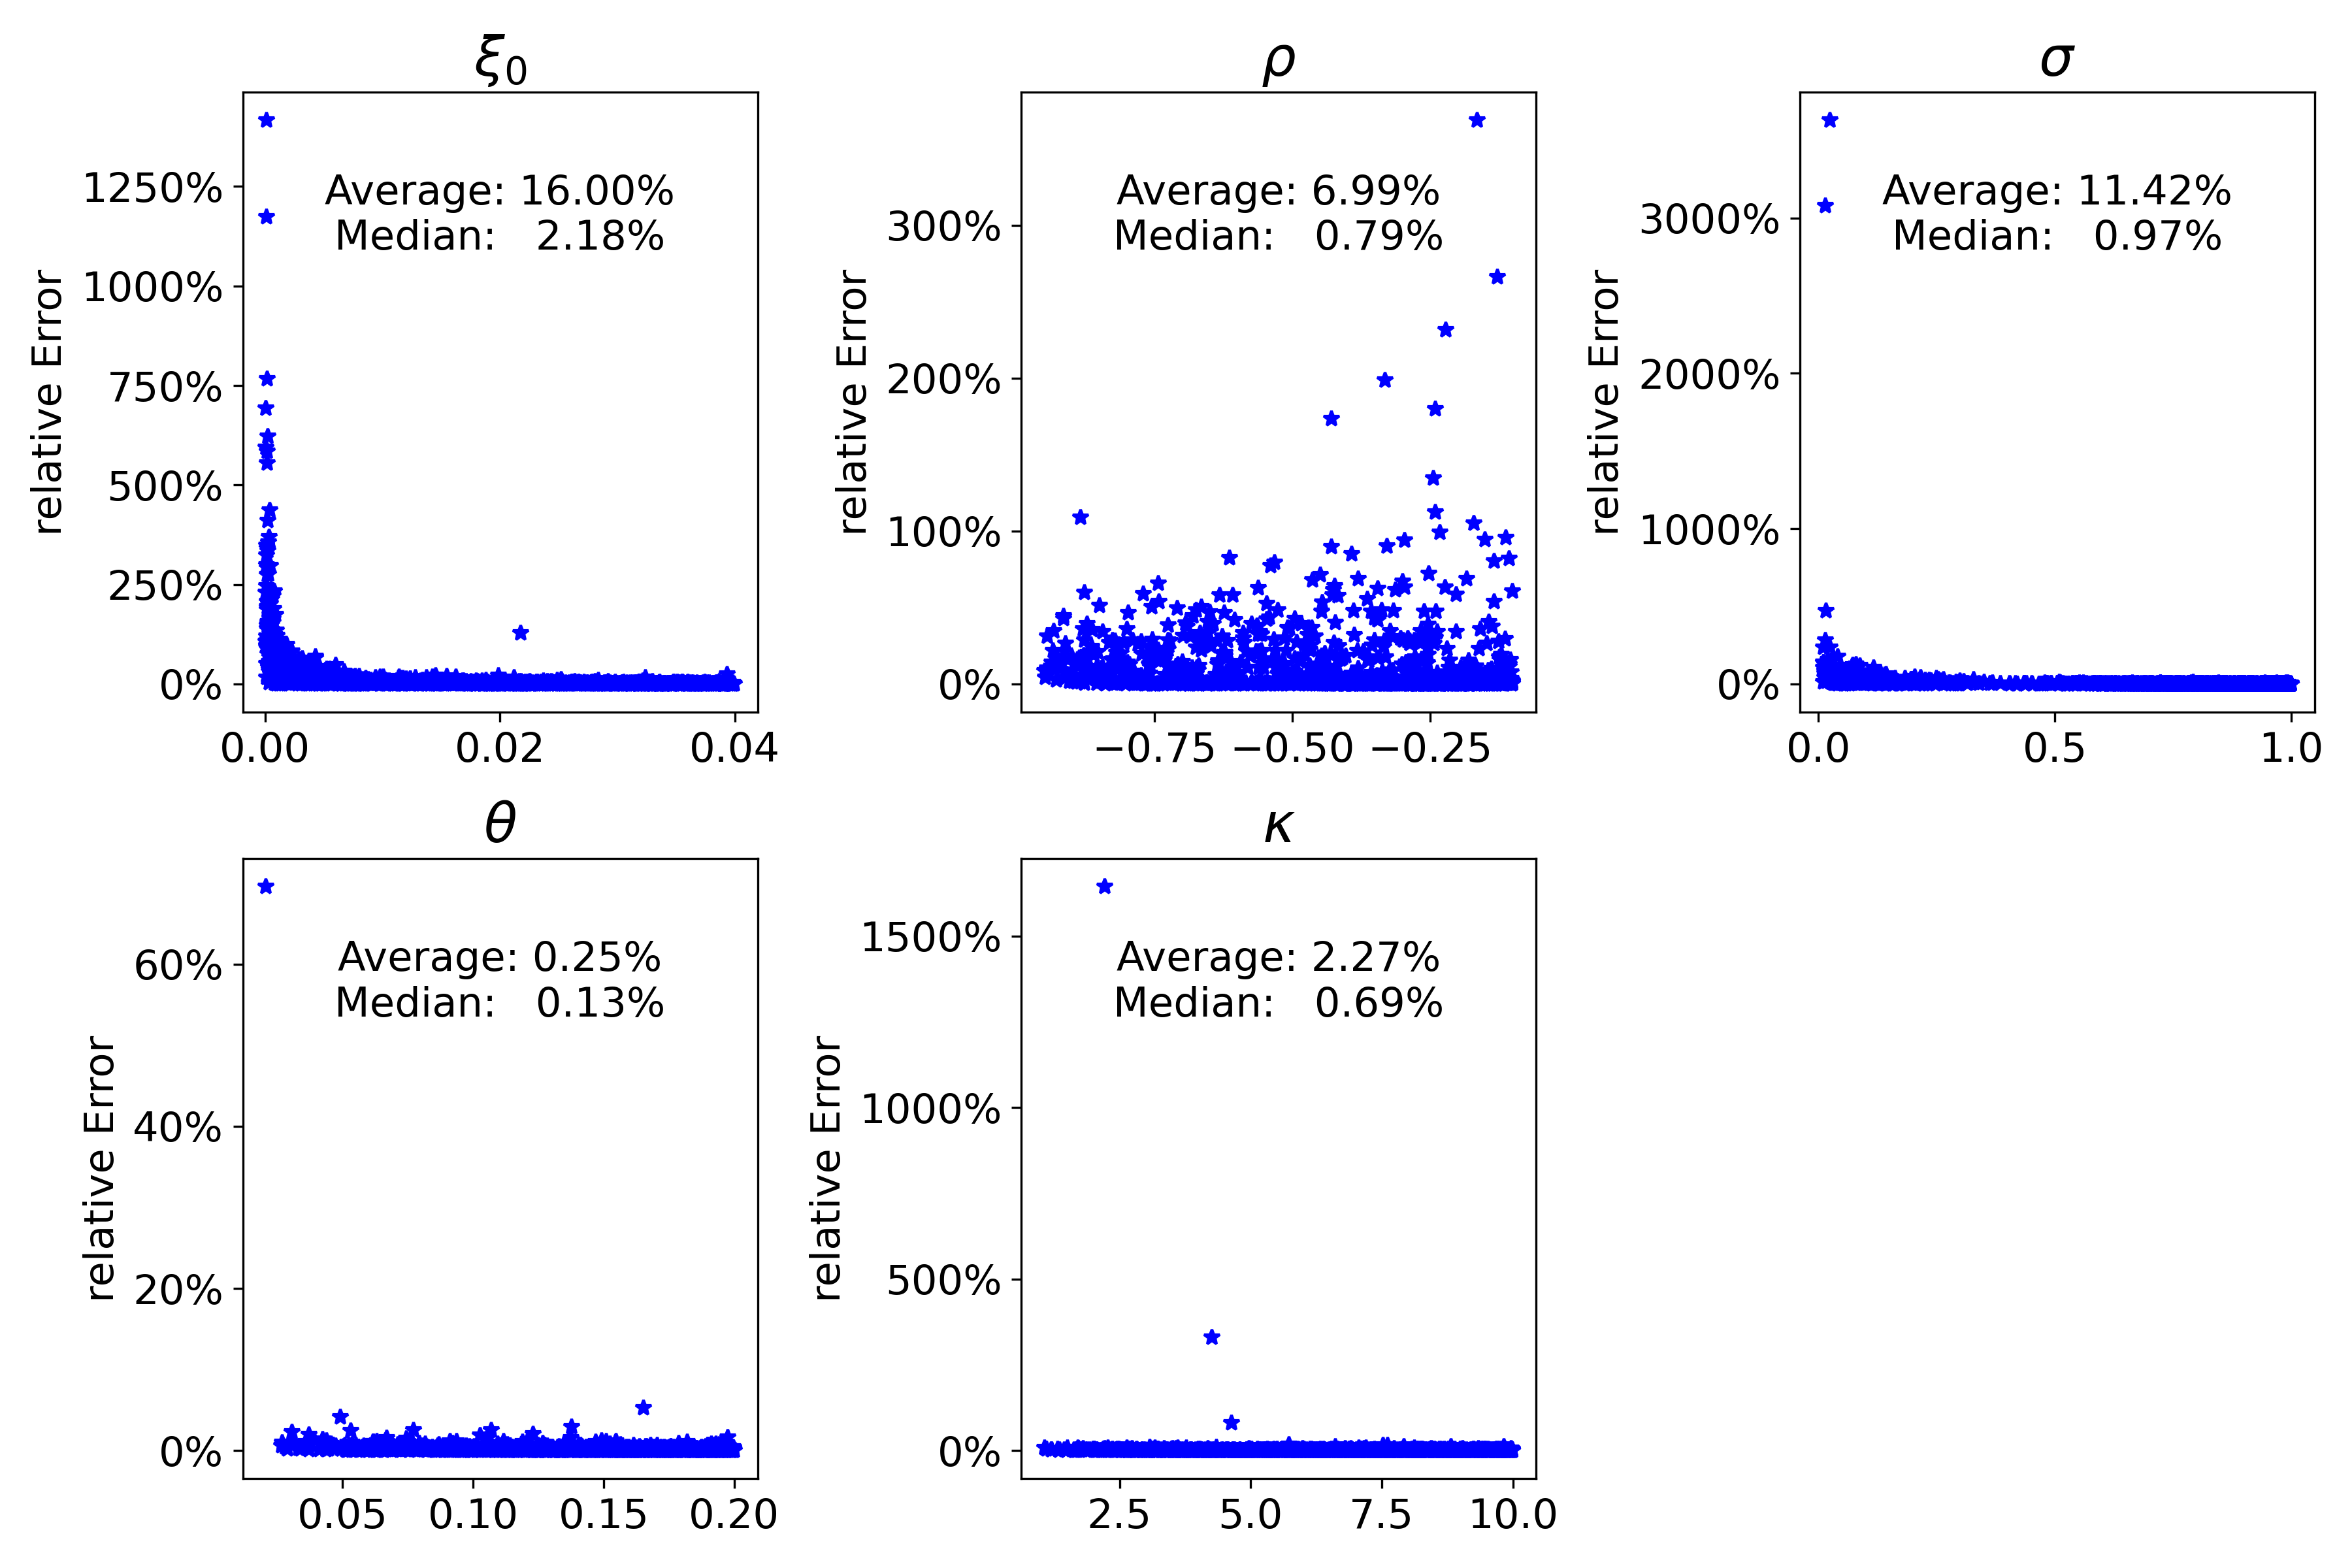 ξ0
1250%
1000%
750%
500%
250%
0%
relative Error
Average: 16.00%
Median: 2.18%
0.00 0.02 0.04
ρ
300%
200%
100%
0%
relative Error
Average: 6.99%
Median: 0.79%
−0.75 −0.50 −0.25
σ
3000%
2000%
1000%
0%
relative Error
Average: 11.42%
Median: 0.97%
0.0 0.5 1.0
θ
60%
40%
20%
0%
relative Error
Average: 0.25%
Median: 0.13%
0.05 0.10 0.15 0.20
κ
1500%
1000%
500%
0%
relative Error
Average: 2.27%
Median: 0.69%
2.5 5.0 7.5 10.0